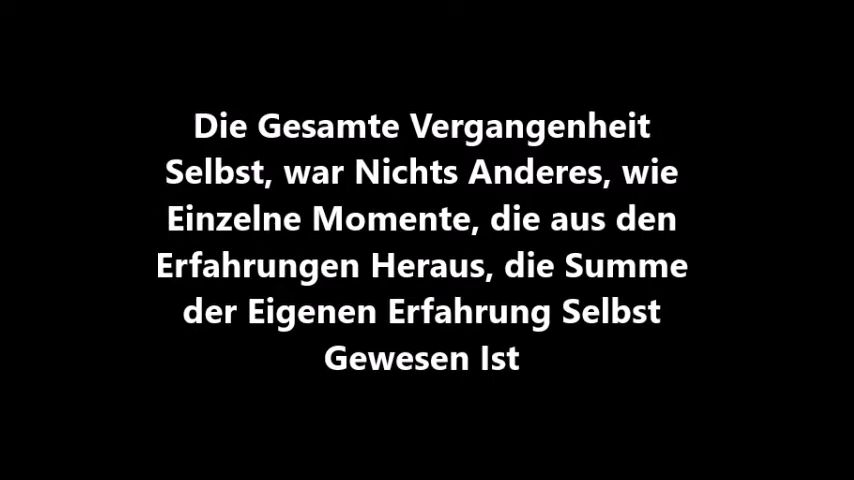 Die Gesamte Vergangenheit
Selbst, war Nichts Anderes, wie
Einzelne Momente, die aus den
Erfahrungen Heraus, die Summe
der Eigenen Erfahrung Selbst
Gewesen Ist